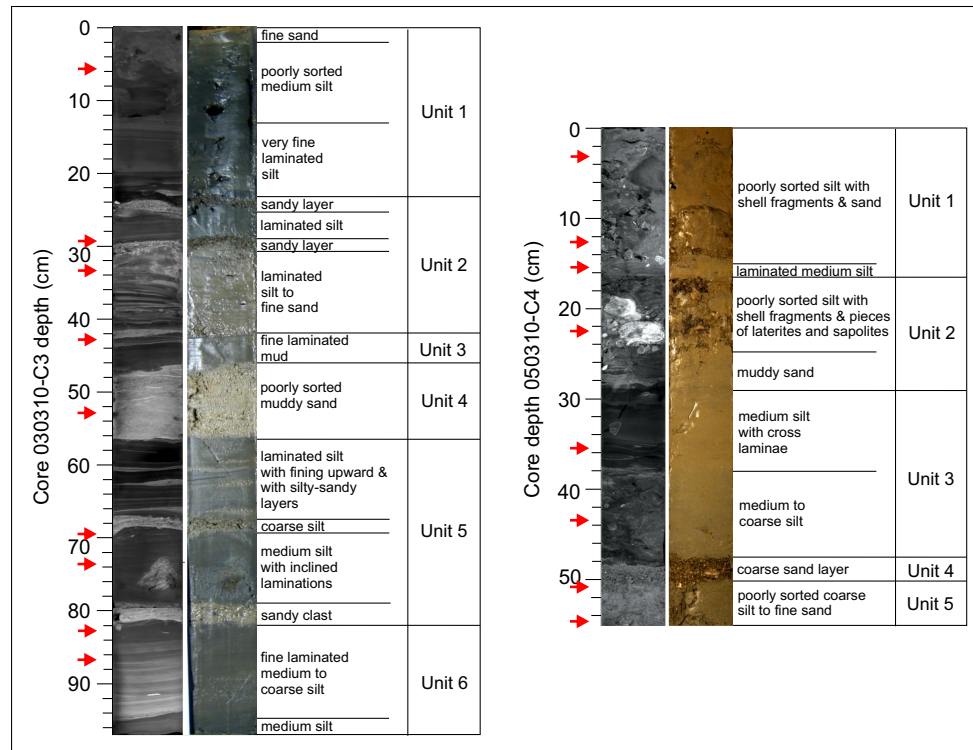 Core 030310-C3 depth (cm)
0
10
20
30
40
50
60
70
80
90
fine sand
poorly sorted
medium silt
very fine
laminated
silt
Unit 1
sandy layer
laminated silt
sandy layer
laminated
silt to
fine sand
Unit 2
fine laminated
mud
Unit 3
poorly sorted
muddy sand
Unit 4
laminated silt
with fining upward &
with silty-sandy
layers
coarse silt
medium silt
with inclined
laminations
sandy clast
Unit 5
fine laminated
medium to
coarse silt
medium silt
Unit 6
Core depth 050310-C4 (cm)
0
10
20
30
40
50
poorly sorted silt with
shell fragments & sand
laminated medium silt
Unit 1
poorly sorted silt with
shell fragments & pieces
of laterites and sapolites
muddy sand
Unit 2
medium silt
with cross
laminae
medium to
coarse silt
Unit 3
coarse sand layer
Unit 4
poorly sorted coarse
silt to fine sand
Unit 5